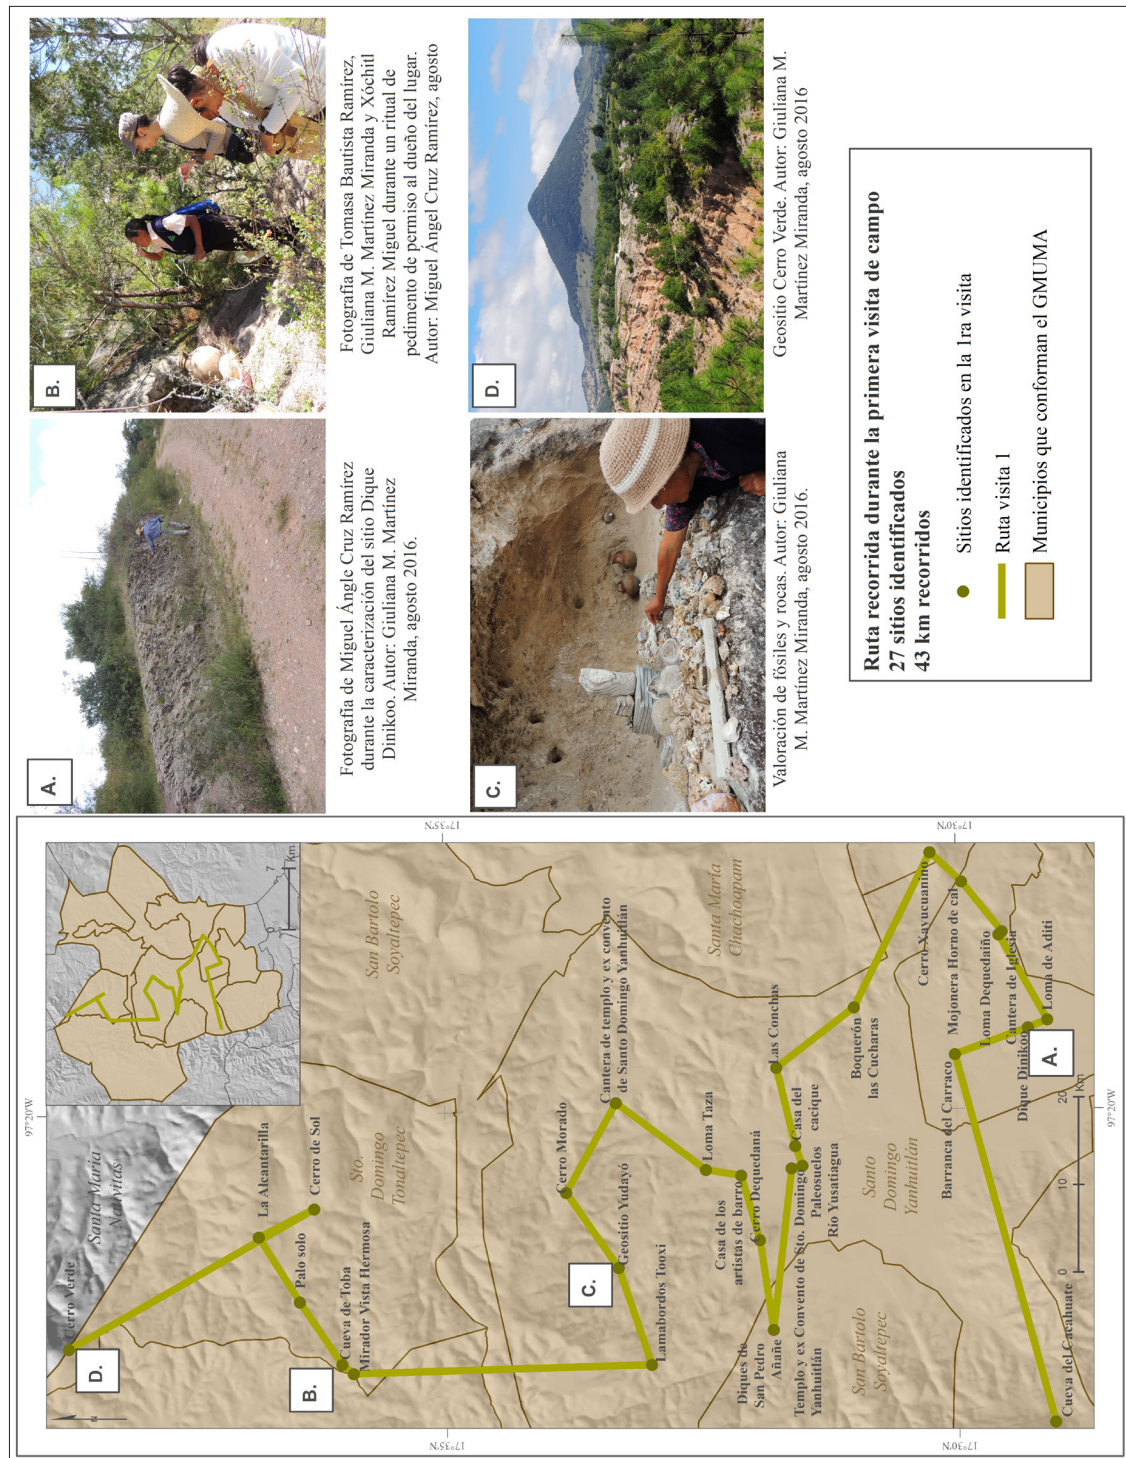 Cerro Verde
Santa María
Nativitas
La Alcantarilla
Cerro de Sol
Palo solo
Sto.
Domingo
Tonaltepec
Cueva de Toba
Mirador Vista Hermosa
San Bartolo
Soyaltepec
Cerro Morado
Geositio Yudayó
Cantera de templo y ex convento
de Santo Domingo Yanhuitlán
Lamabordos Tooxi
Loma Taza
Santa María
Chachoapam
Casa de los
artistas de barro
Cerro Dequedaná
Diques de
San Pedro
Añañe
Las Conchas
Casa del
cacique
Templo y ex Convento de Sto. Domingo
Yanhuitlán
Paleosuelos
Río Yusatiagua
Boquerón
las Cucharas
San Bartolo
Soyaltepec
Santo
Domingo
Yanhuitlán
Cerro Xayucuanino
Mojonera Horno de cal
Barranca del Carraco
Loma Dequedaiño
Cantera de Iglesia
Dique Dinikoo
Loma de Aditi
Cueva del Cacahuate
A.
B.
C.
D.
N
97°20'W
97°20'W
17°35'N
17°35'N
17°30'N
17°30'N
0 10 20 Km
0 7 Km
A.
Fotografía de Miguel Ángle Cruz Ramírez
durante la caracterización del sitio Dique
Dinikoo. Autor: Giuliana M. Martínez
Miranda, agosto 2016.
B.
Fotografía de Tomasa Bautista Ramírez,
Giuliana M. Martínez Miranda y Xóchitl
Ramírez Miguel durante un ritual de
pedimento de permiso al dueño del lugar.
Autor: Miguel Ángel Cruz Ramírez, agosto
C.
Valoración de fósiles y rocas. Autor: Giuliana
M. Martínez Miranda, agosto 2016.
D.
Geositio Cerro Verde. Autor: Giuliana M.
Martínez Miranda, agosto 2016
Ruta recorrida durante la primera visita de campo
27 sitios identificados
43 km recorridos
Sitios identificados en la 1ra visita
Ruta visita 1
Municipios que conforman el GMUMA